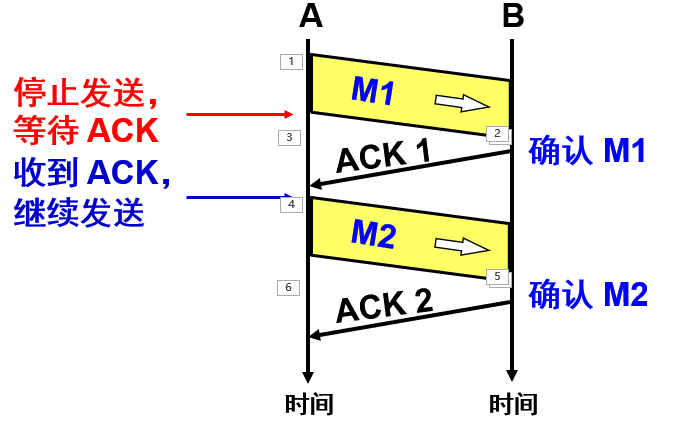 A
B
1
M1
停止发送，
等待 ACK
3
2
ACK 1
确认 M1
收到 ACK，
继续发送
4
M2
5
6
ACK 2
确认 M2
时间
时间